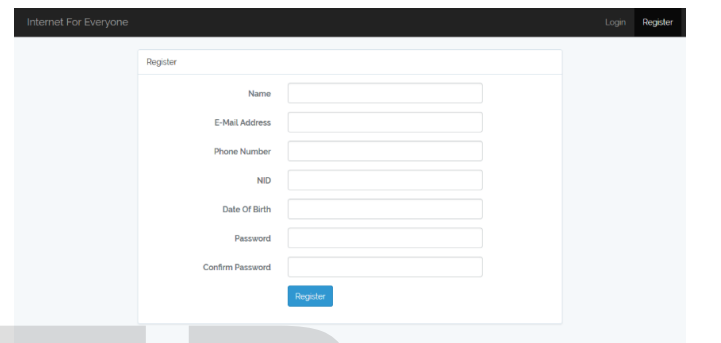 Internet For Everyone Login Register
Register
Name
E-Mail Address
Phone Number
NID
Date Of Birth
Password
Confirm Password
Register